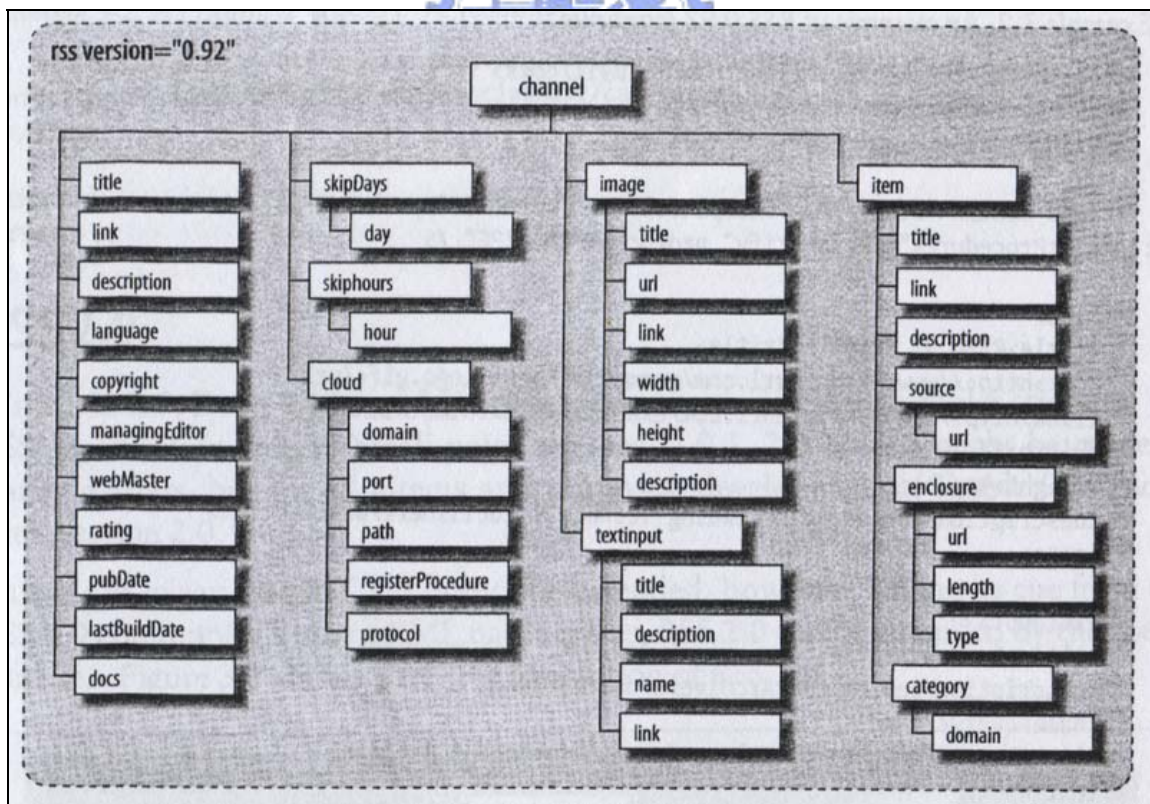 rss version="0.92"
channel
title
link
description
language
copyright
managingEditor
webMaster
rating
pubDate
lastBuildDate
docs
skipDays
day
skiphours
hour
cloud
domain
port
path
registerProcedure
protocol
image
title
url
link
width
height
description
textinput
title
description
name
link
item
title
link
description
source
url
enclosure
url
length
type
category
domain